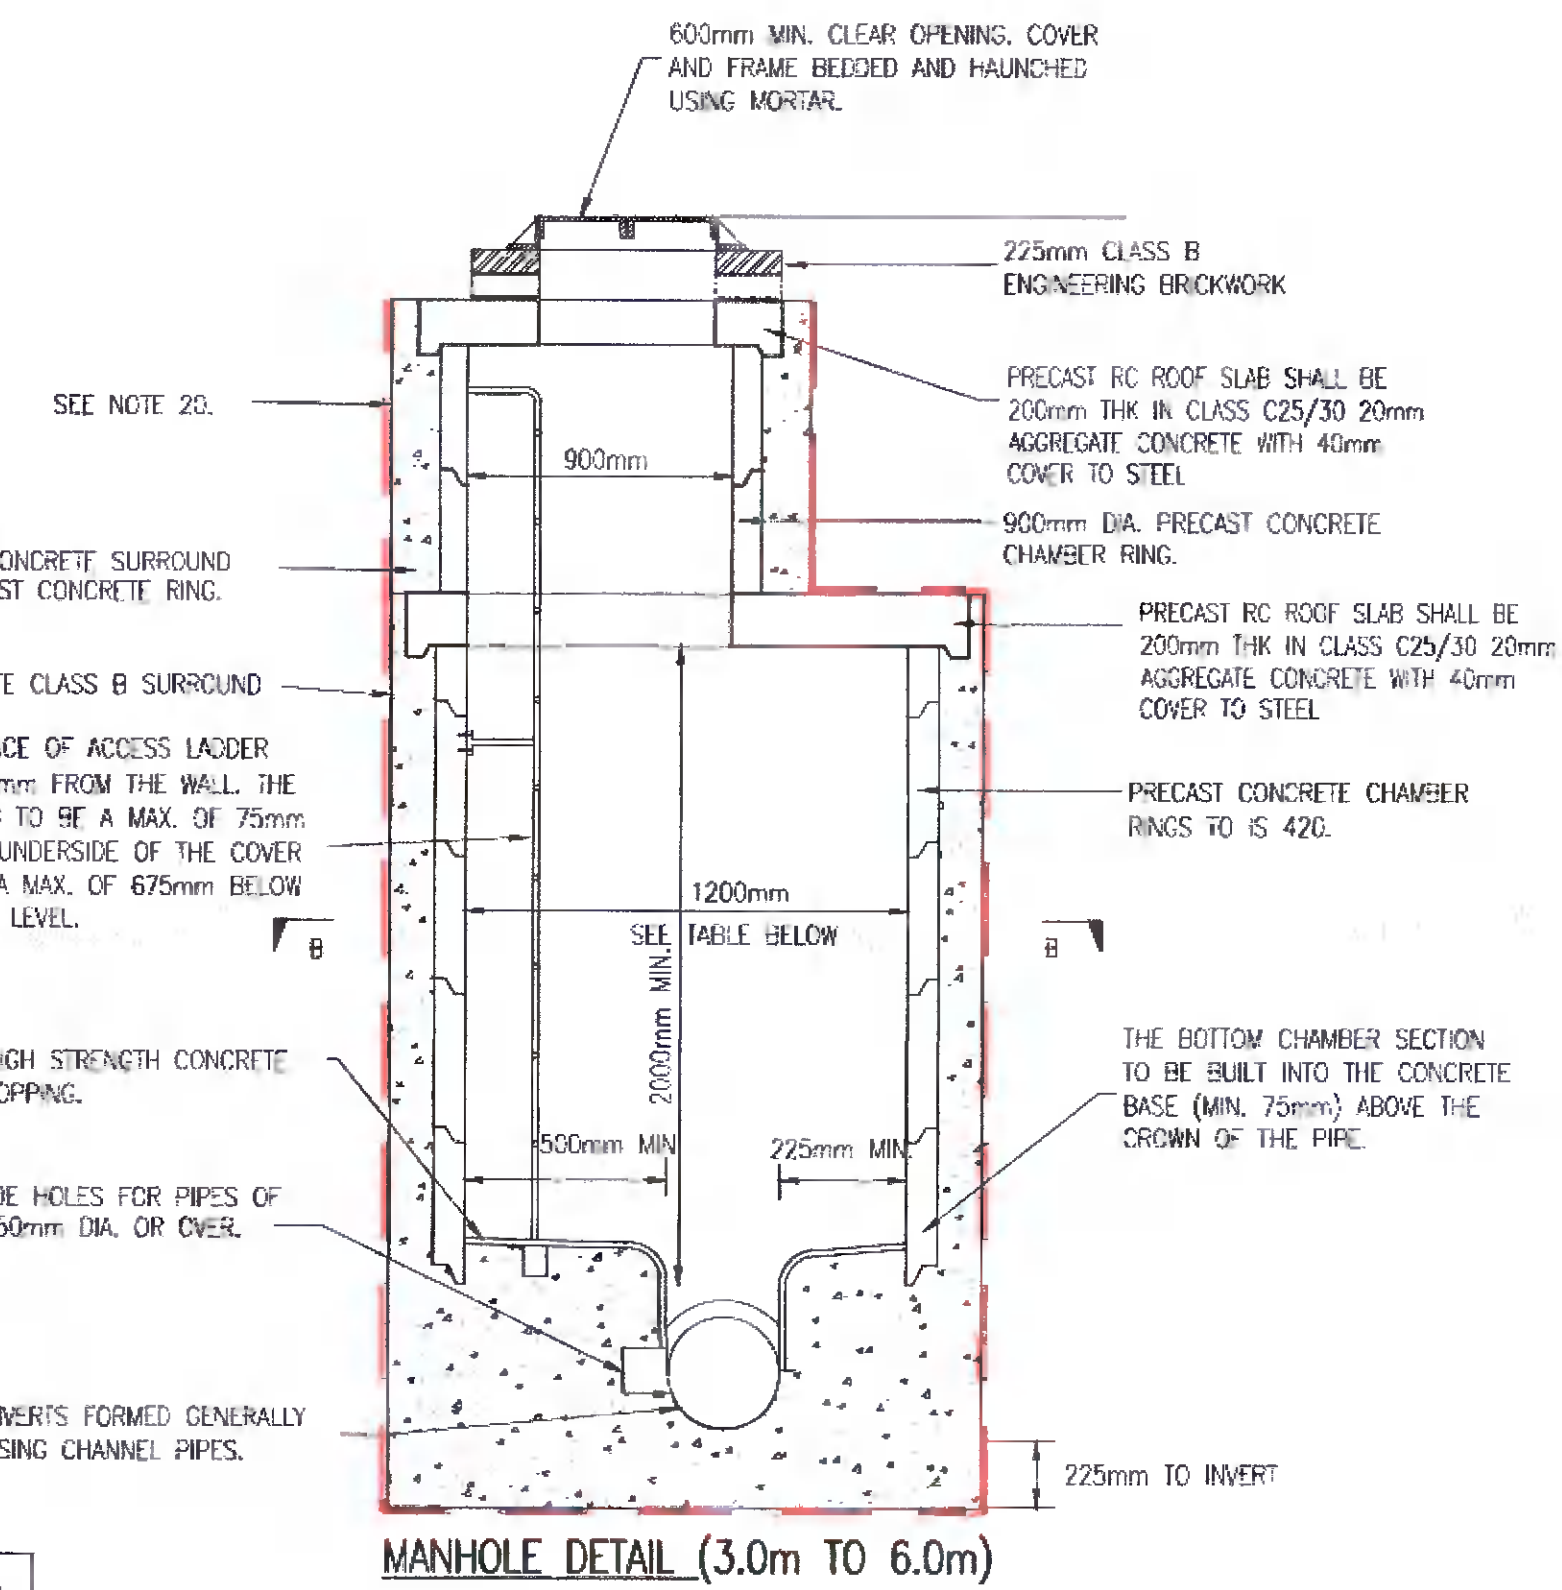 600mm MIN. CLEAR OPENING. COVER
AND FRAME BEDDED AND HAUNCHED
USING MORTAR.
225mm CLASS B
ENGINEERING BRICKWORK
PRECAST RC ROOF SLAB SHALL BE
200mm THK IN CLASS C25/30 20mm
AGGREGATE CONCRETE WITH 40mm
COVER TO STEEL
SEE NOTE 20.
900mm
900mm DIA. PRECAST CONCRETE
CHAMBER RING.
CONCRETE SURROUND
ST CONCRETE RING.
PRECAST RC ROOF SLAB SHALL BE
200mm THK IN CLASS C25/30 20mm
AGGREGATE CONCRETE WITH 40mm
COVER TO STEEL
TE CLASS B SURROUND
ACE OF ACCESS LADDER
mm FROM THE WALL. THE
TO BE A MAX. OF 75mm
UNDERSIDE OF THE COVER
A MAX. OF 675mm BELOW
LEVEL.
PRECAST CONCRETE CHAMBER
RINGS TO IS 420.
1200mm
SEE TABLE BELOW
B
B
2000mm MIN.
GH STRENGTH CONCRETE
OPPING.
500mm MIN
225mm MIN.
THE BOTTOM CHAMBER SECTION
TO BE BUILT INTO THE CONCRETE
BASE (MIN. 75mm) ABOVE THE
CROWN OF THE PIPE.
DE HOLES FOR PIPES OF
50mm DIA. OR OVER.
NVERTS FORMED GENERALLY
SING CHANNEL PIPES.
225mm TO INVERT
MANHOLE DETAIL (3.0m TO 6.0m)